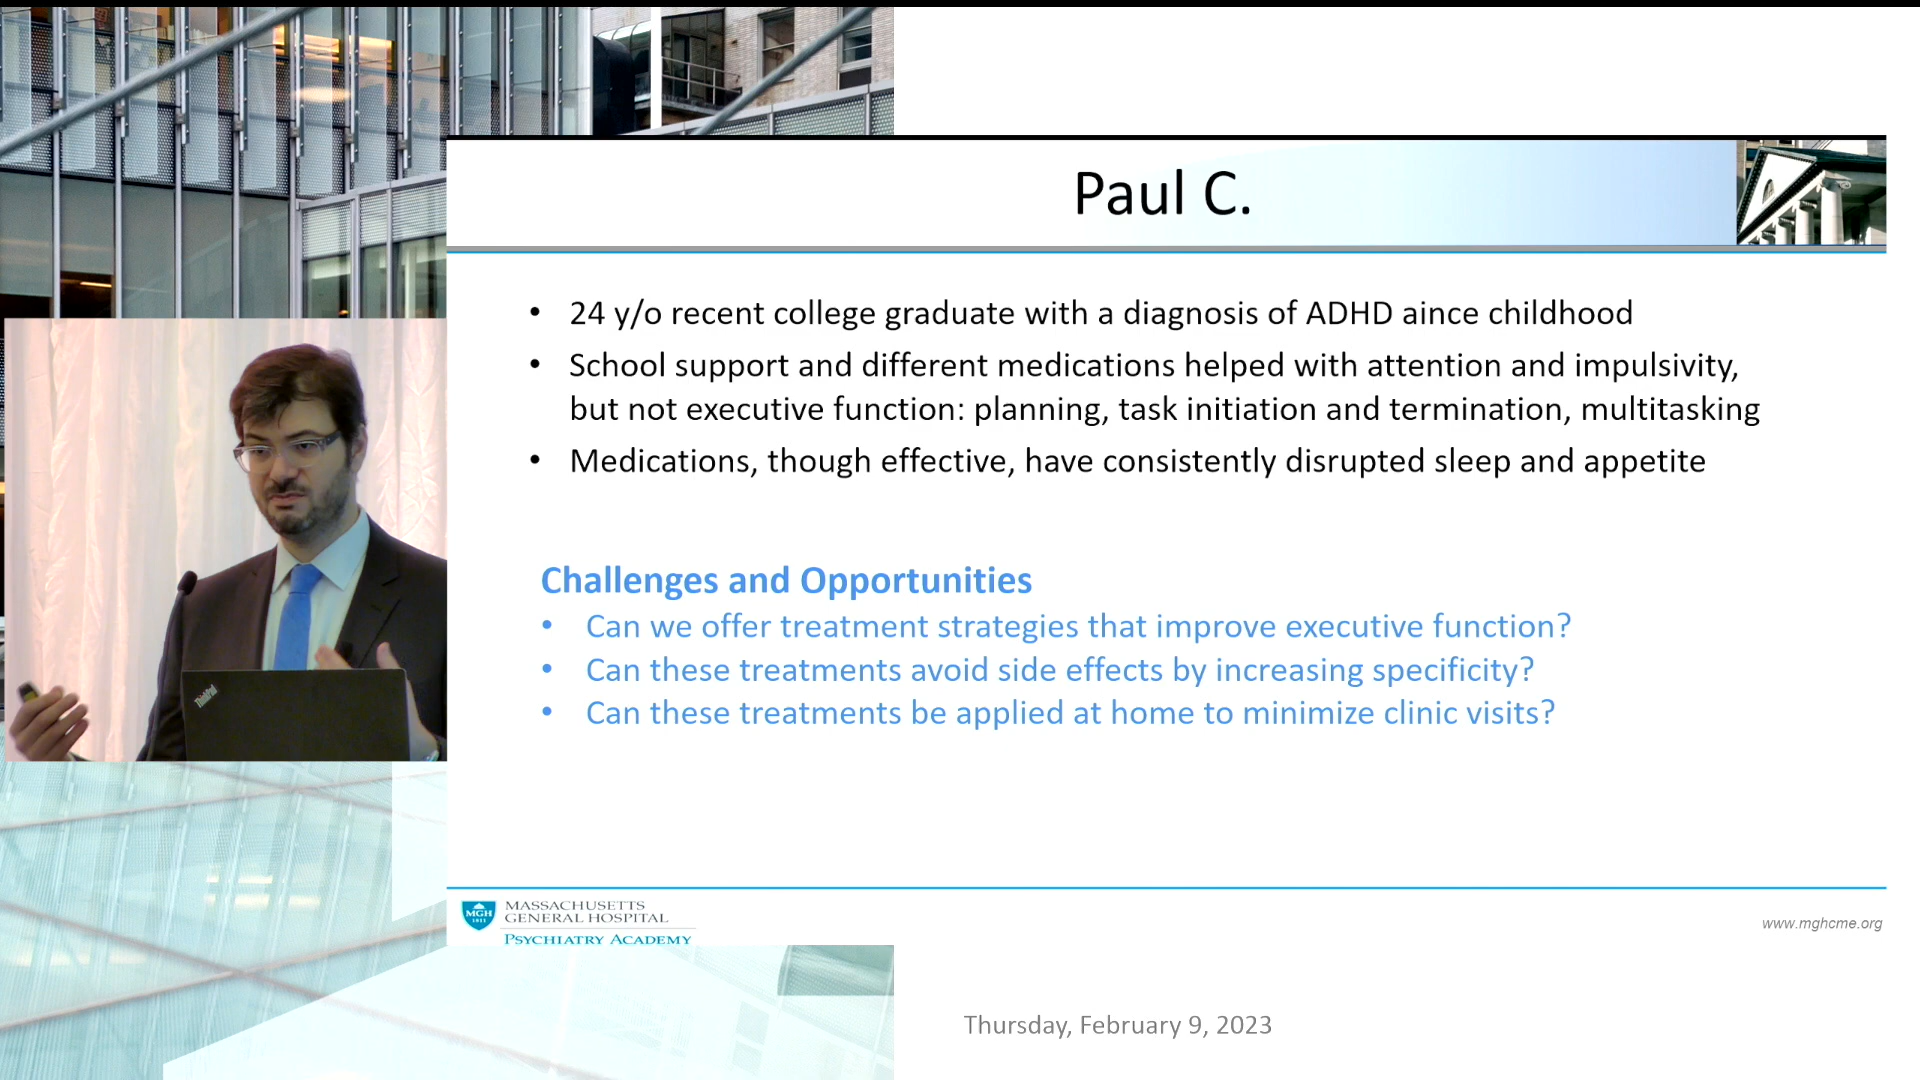 Paul C.
• 24 y/o recent college graduate with a diagnosis of ADHD aince childhood
• School support and different medications helped with attention and impulsivity,
but not executive function: planning, task initiation and termination, multitasking
• Medications, though effective, have consistently disrupted sleep and appetite
Challenges and Opportunities
• Can we offer treatment strategies that improve executive function?
• Can these treatments avoid side effects by increasing specificity?
• Can these treatments be applied at home to minimize clinic visits?
ThinkPad
MGH
1811
MASSACHUSETTS
GENERAL HOSPITAL
PSYCHIATRY ACADEMY
www.mghcme.org
Thursday, February 9, 2023